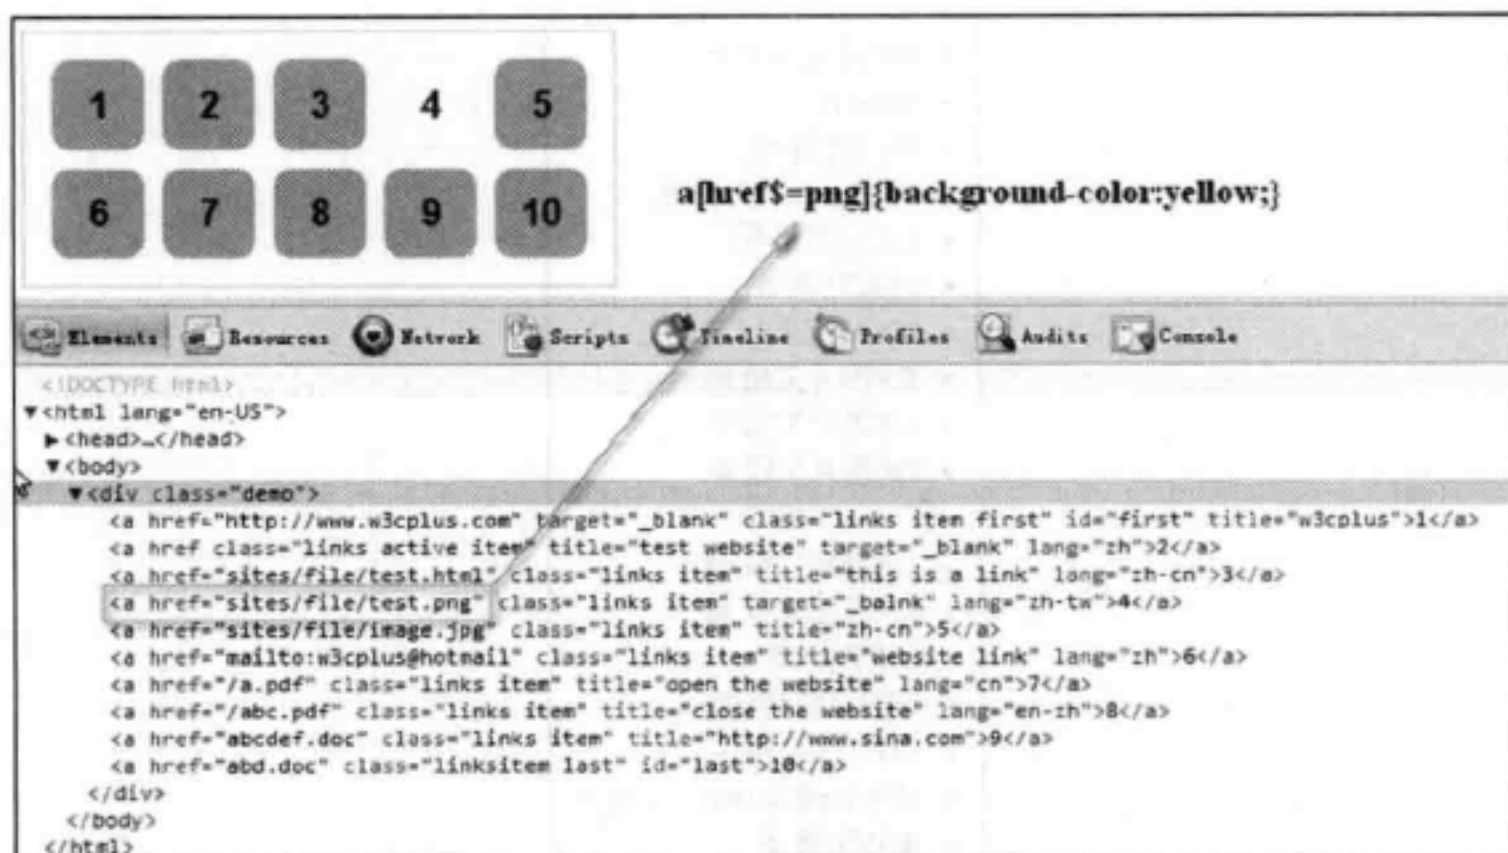 1 2 3 4 5
6 7 8 9 10
a[href$=png]{background-color:yellow;}
Elements Resources Network Scripts Timeline Profiles Audits Console
<!DOCTYPE html>
▼<html lang="en-US">
▶<head>…</head>
▼<body>
▼<div class="demo">
<a href="http://www.w3cplus.com" target="_blank" class="links item first" id="first" title="w3cplus">1</a>
<a href class="links active item" title="test website" target="_blank" lang="zh">2</a>
<a href="sites/file/test.html" class="links item" title="this is a link" lang="zh-cn">3</a>
<a href="sites/file/test.png" class="links item" target="_balnk" lang="zh-tw">4</a>
<a href="sites/file/image.jpg" class="links item" title="zh-cn">5</a>
<a href="mailto:w3cplus@hotmail" class="links item" title="website link" lang="zh">6</a>
<a href="/a.pdf" class="links item" title="open the website" lang="cn">7</a>
<a href="/abc.pdf" class="links item" title="close the website" lang="en-zh">8</a>
<a href="abcdef.doc" class="links item" title="http://www.sina.com">9</a>
<a href="abd.doc" class="linksitem last" id="last">10</a>
</div>
</body>
</html>